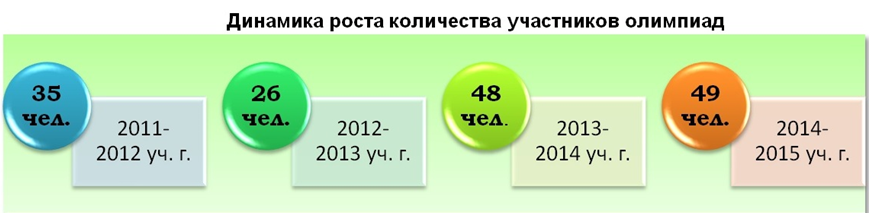 Динамика роста количества участников олимпиад
35
чел.
2011-
2012 уч. г.
26
чел.
2012-
2013 уч. г.
48
чел.
2013-
2014 уч. г.
49
чел.
2014-
2015 уч. г.